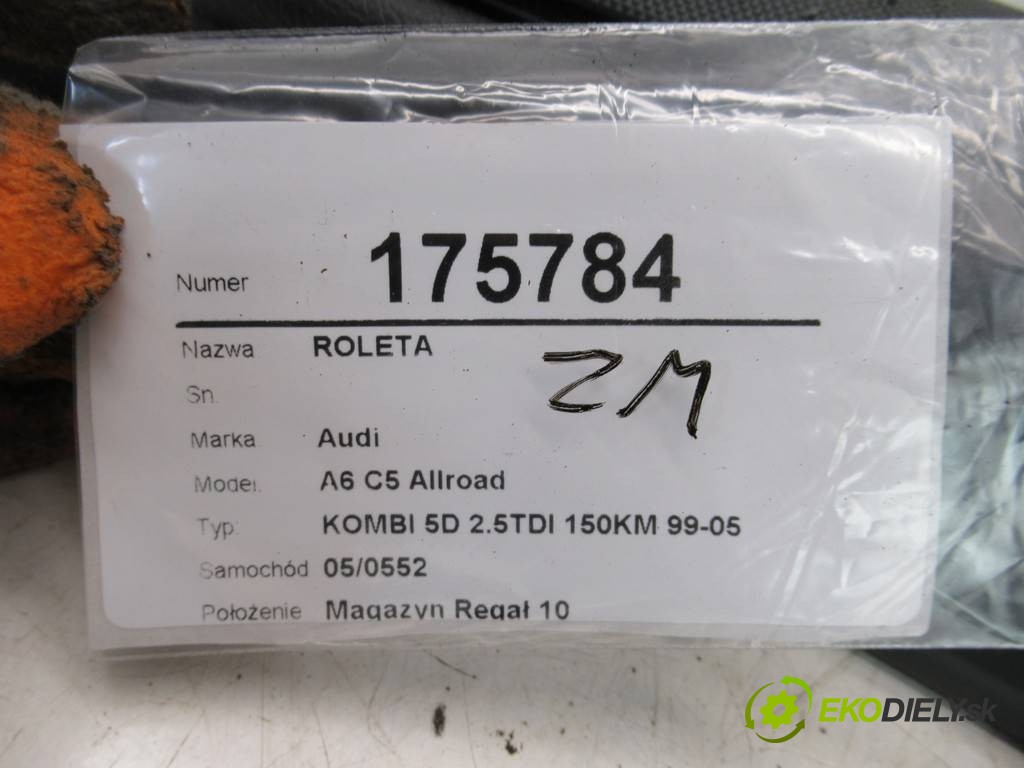 Numer 175784
Nazwa ROLETA
ZM
Sn.
Marka Audi
Model. A6 C5 Allroad
Typ: KOMBI 5D 2.5TDI 150KM 99-05
Samochód 05/0552
Położenie Magazyn Regał 10
EKODIELY.sk